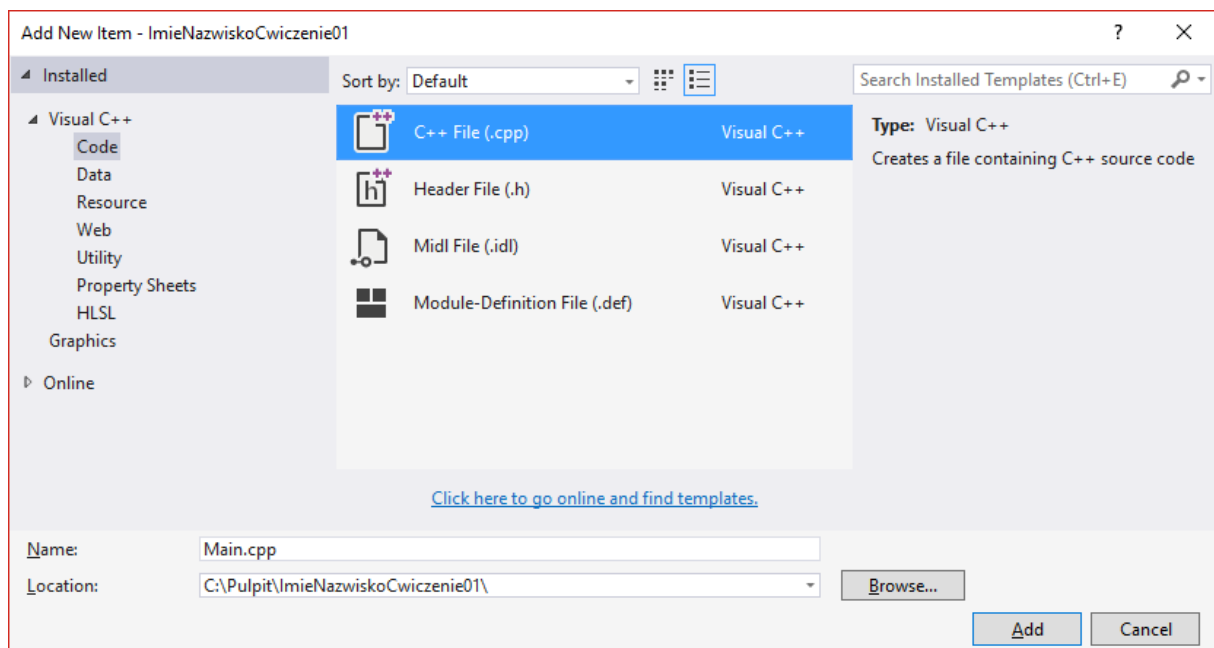 Add New Item - ImieNazwiskoCwiczenie01
?
Installed
Sort by: Default
Search Installed Templates (Ctrl+E)
Visual C++
Code
Data
Resource
Web
Utility
Property Sheets
HLSL
Graphics
Online
C++ File (.cpp) Visual C++
Header File (.h) Visual C++
Midl File (.idl) Visual C++
Module-Definition File (.def) Visual C++
Type: Visual C++
Creates a file containing C++ source code
Click here to go online and find templates.
Name: Main.cpp
Location: C:\Pulpit\ImieNazwiskoCwiczenie01\
Browse...
Add Cancel